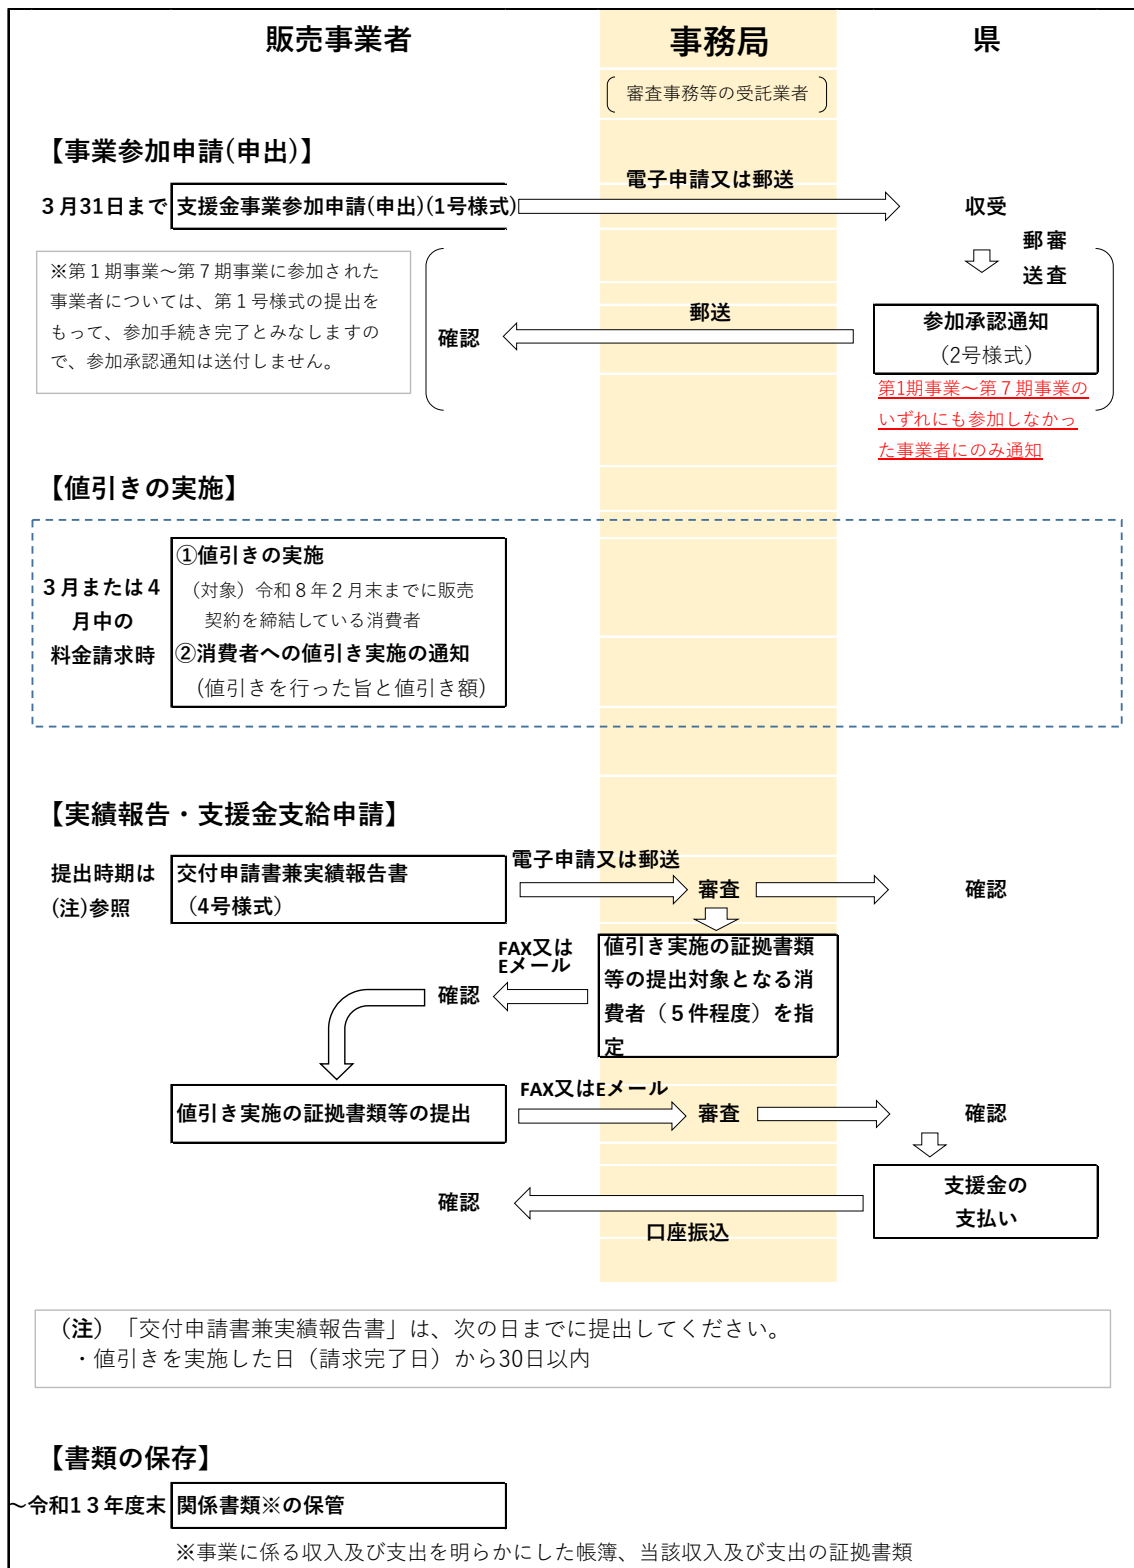 販売事業者
事務局
県
審査事務等の受託業者
【事業参加申請(申出)】
電子申請又は郵送
３月31日まで
支援金事業参加申請(申出)(1号様式)
収受
郵審
送査
※第１期事業～第７期事業に参加された
事業者については、第１号様式の提出を
もって、参加手続き完了とみなしますの
で、参加承認通知は送付しません。
郵送
確認
参加承認通知
（2号様式）
第1期事業～第７期事業の
いずれにも参加しなかっ
た事業者にのみ通知
【値引きの実施】
３月または４
月中の
料金請求時
①値引きの実施
（対象）令和８年２月末までに販売
契約を締結している消費者
②消費者への値引き実施の通知
（値引きを行った旨と値引き額）
【実績報告・支援金支給申請】
提出時期は
(注)参照
交付申請書兼実績報告書
（4号様式）
電子申請又は郵送
審査
確認
FAX又は
Eメール
値引き実施の証拠書類
等の提出対象となる消
費者（５件程度）を指
定
確認
値引き実施の証拠書類等の提出
FAX又はEメール
審査
確認
支援金の
支払い
確認
口座振込
（注）「交付申請書兼実績報告書」は、次の日までに提出してください。
・値引きを実施した日（請求完了日）から30日以内
【書類の保存】
～令和1３年度末
関係書類※の保管
※事業に係る収入及び支出を明らかにした帳簿、当該収入及び支出の証拠書類